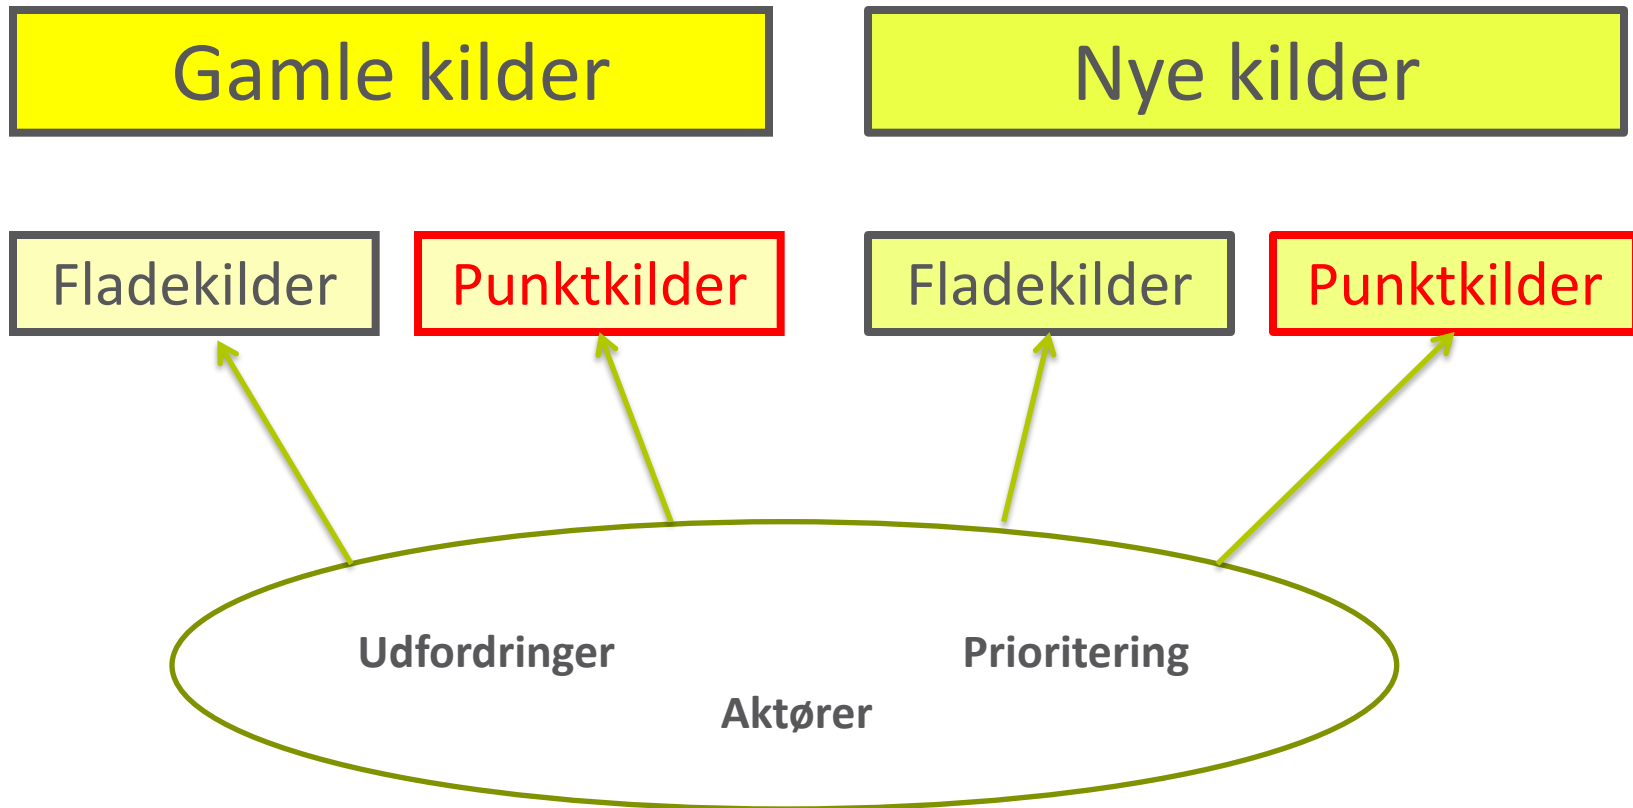 Gamle kilder
Nye kilder
Fladekilder
Punktkilder
Fladekilder
Punktkilder
Udfordringer
Prioritering
Aktører